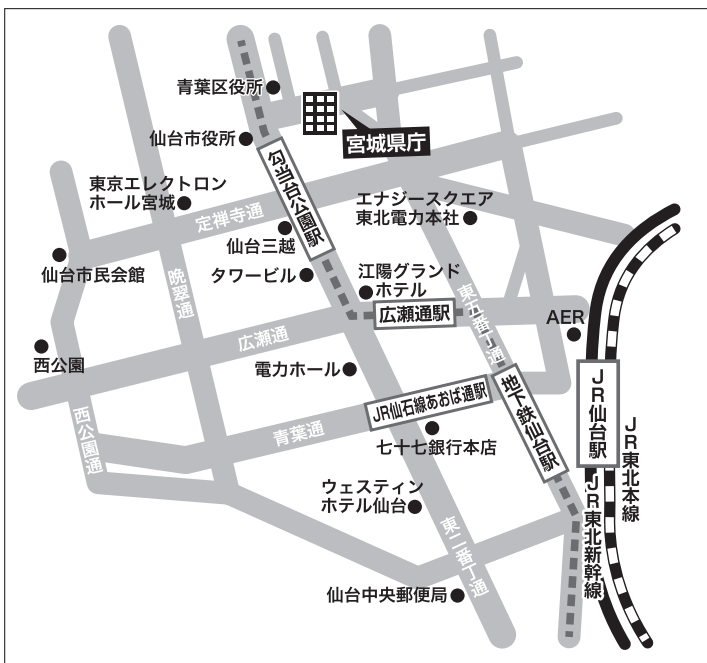 青葉区役所
仙台市役所
宮城県庁
勾当台公園駅
東京エレクトロン
ホール宮城
定禅寺通
エナジースクエア
東北電力本社
仙台三越
仙台市民会館
晩翠通
タワービル
江陽グランド
ホテル
広瀬通駅
東五番丁通
AER
広瀬通
西公園
電力ホール
JR仙石線あおば通駅
地下鉄仙台駅
JR仙台駅
JR東北本線
西公園通
青葉通
七十七銀行本店
ウェスティン
ホテル仙台
JR東北新幹線
東二番丁通
仙台中央郵便局